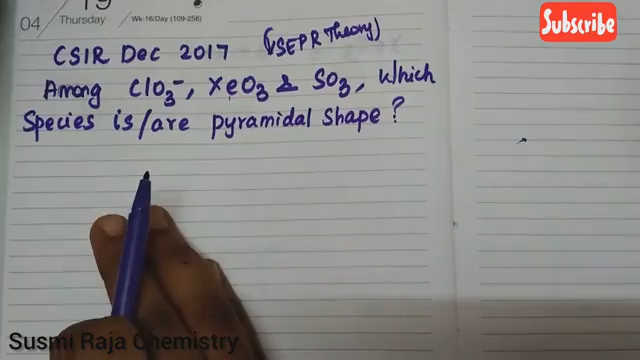 19
04 Thursday Wk-16/Day (109-256)
Subscribe
CSIR Dec 2017 (VSEPR Theory)
Among ClO3-, XeO3 & SO3, Which
Species is/are pyramidal shape?
Susmi Raja Chemistry